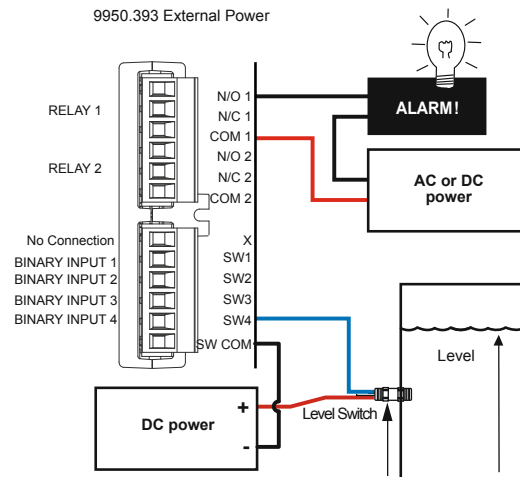 9950.393 External Power
RELAY 1
RELAY 2
N/O 1
N/C 1
COM 1
N/O 2
N/C 2
COM 2
ALARM!
AC or DC
power
No Connection
BINARY INPUT 1
BINARY INPUT 2
BINARY INPUT 3
BINARY INPUT 4
X
SW1
SW2
SW3
SW4
SW COM
Level
Level Switch
DC power
+
-